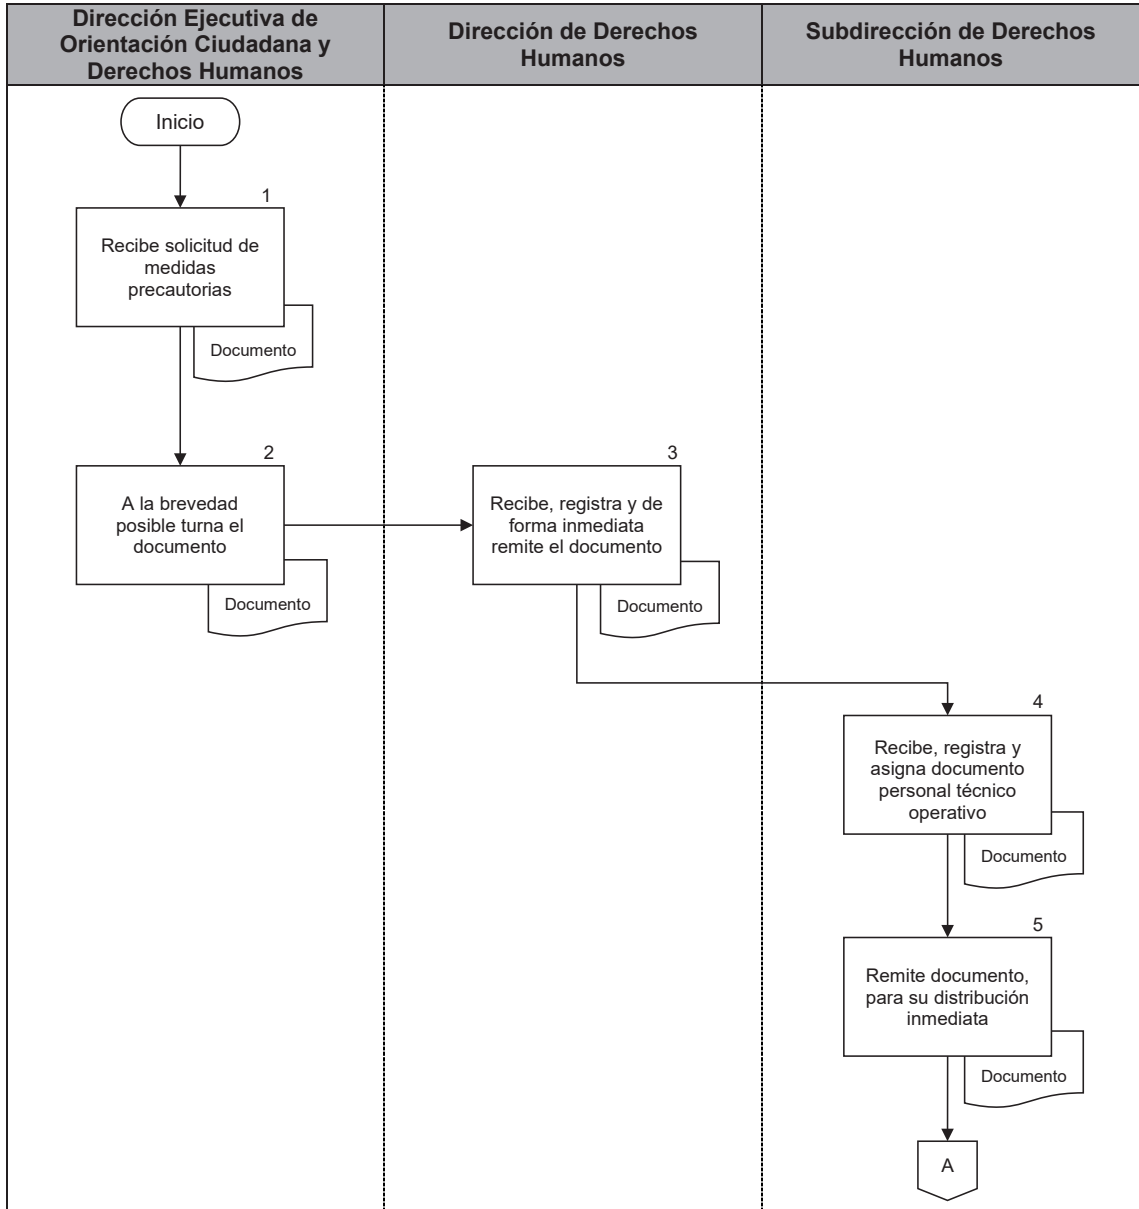 Dirección Ejecutiva de
Orientación Ciudadana y
Derechos Humanos
Dirección de Derechos
Humanos
Subdirección de Derechos
Humanos
Inicio
1
Recibe solicitud de
medidas
precautorias
Documento
2
A la brevedad
posible turna el
documento
Documento
3
Recibe, registra y de
forma inmediata
remite el documento
Documento
4
Recibe, registra y
asigna documento
personal técnico
operativo
Documento
5
Remite documento,
para su distribución
inmediata
Documento
A